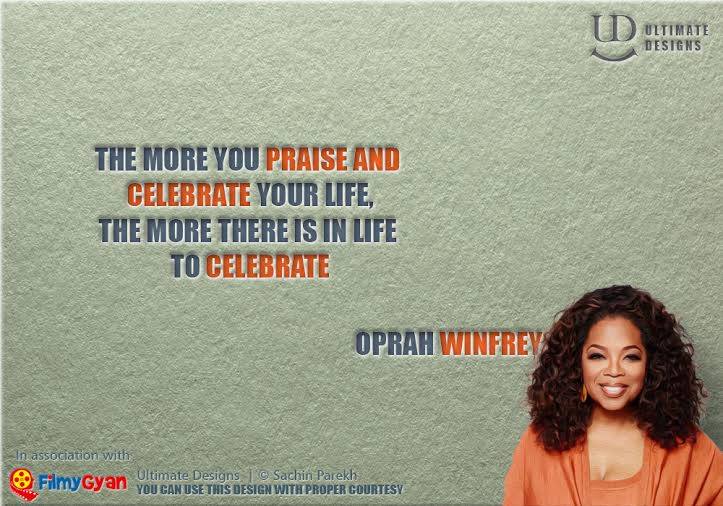 UD ULTIMATE
DESIGNS
THE MORE YOU PRAISE AND
CELEBRATE YOUR LIFE,
THE MORE THERE IS IN LIFE
TO CELEBRATE
OPRAH WINFREY
In association with
FilmyGyan
Ultimate Designs | © Sachin Parekh
YOU CAN USE THIS DESIGN WITH PROPER COURTESY